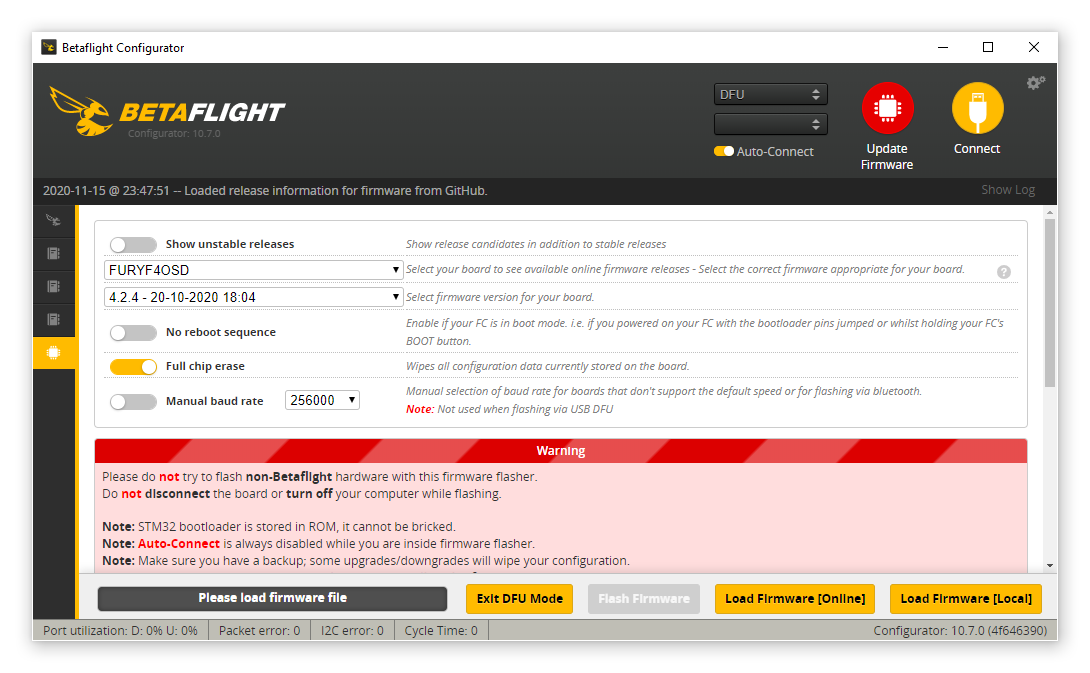 Betaflight Configurator
BETAFLIGHT
Configurator: 10.7.0
DFU
Auto-Connect
Update
Firmware
Connect
2020-11-15 @ 23:47:51 -- Loaded release information for firmware from GitHub.
Show Log
Show unstable releases
Show release candidates in addition to stable releases
FURYF4OSD
Select your board to see available online firmware releases - Select the correct firmware appropriate for your board.
?
4.2.4 - 20-10-2020 18:04
Select firmware version for your board.
No reboot sequence
Enable if your FC is in boot mode. i.e. if you powered on your FC with the bootloader pins jumped or whilst holding your FC's
BOOT button.
Full chip erase
Wipes all configuration data currently stored on the board.
Manual baud rate
256000
Manual selection of baud rate for boards that don't support the default speed or for flashing via bluetooth.
Note: Not used when flashing via USB DFU
Warning
Please do not try to flash non-Betaflight hardware with this firmware flasher.
Do not disconnect the board or turn off your computer while flashing.
Note: STM32 bootloader is stored in ROM, it cannot be bricked.
Note: Auto-Connect is always disabled while you are inside firmware flasher.
Note: Make sure you have a backup; some upgrades/downgrades will wipe your configuration.
Please load firmware file
Exit DFU Mode
Flash Firmware
Load Firmware [Online]
Load Firmware [Local]
Port utilization: D: 0% U: 0%
Packet error: 0
I2C error: 0
Cycle Time: 0
Configurator: 10.7.0 (4f646390)